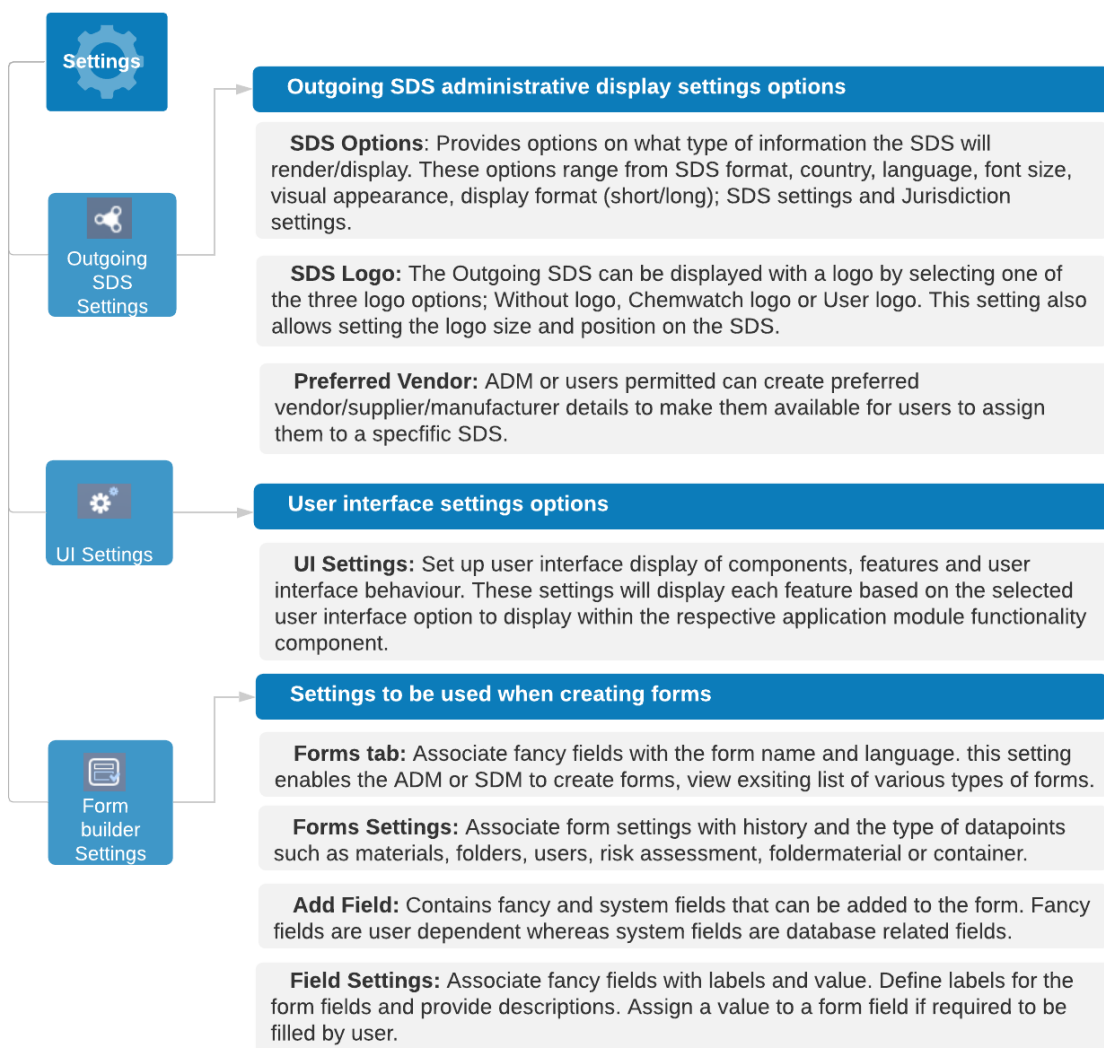 Settings
Outgoing SDS administrative display settings options
SDS Options: Provides options on what type of information the SDS will
render/display. These options range from SDS format, country, language, font size,
visual appearance, display format (short/long); SDS settings and Jurisdiction
settings.
Outgoing
SDS
Settings
SDS Logo: The Outgoing SDS can be displayed with a logo by selecting one of
the three logo options; Without logo, Chemwatch logo or User logo. This setting also
allows setting the logo size and position on the SDS.
Preferred Vendor: ADM or users permitted can create preferred
vendor/supplier/manufacturer details to make them available for users to assign
them to a specfific SDS.
UI Settings
User interface settings options
UI Settings: Set up user interface display of components, features and user
interface behaviour. These settings will display each feature based on the selected
user interface option to display within the respective application module functionality
component.
Settings to be used when creating forms
Form
builder
Settings
Forms tab: Associate fancy fields with the form name and language. this setting
enables the ADM or SDM to create forms, view exsiting list of various types of forms.
Forms Settings: Associate form settings with history and the type of datapoints
such as materials, folders, users, risk assessment, foldermaterial or container.
Add Field: Contains fancy and system fields that can be added to the form. Fancy
fields are user dependent whereas system fields are database related fields.
Field Settings: Associate fancy fields with labels and value. Define labels for the
form fields and provide descriptions. Assign a value to a form field if required to be
filled by user.